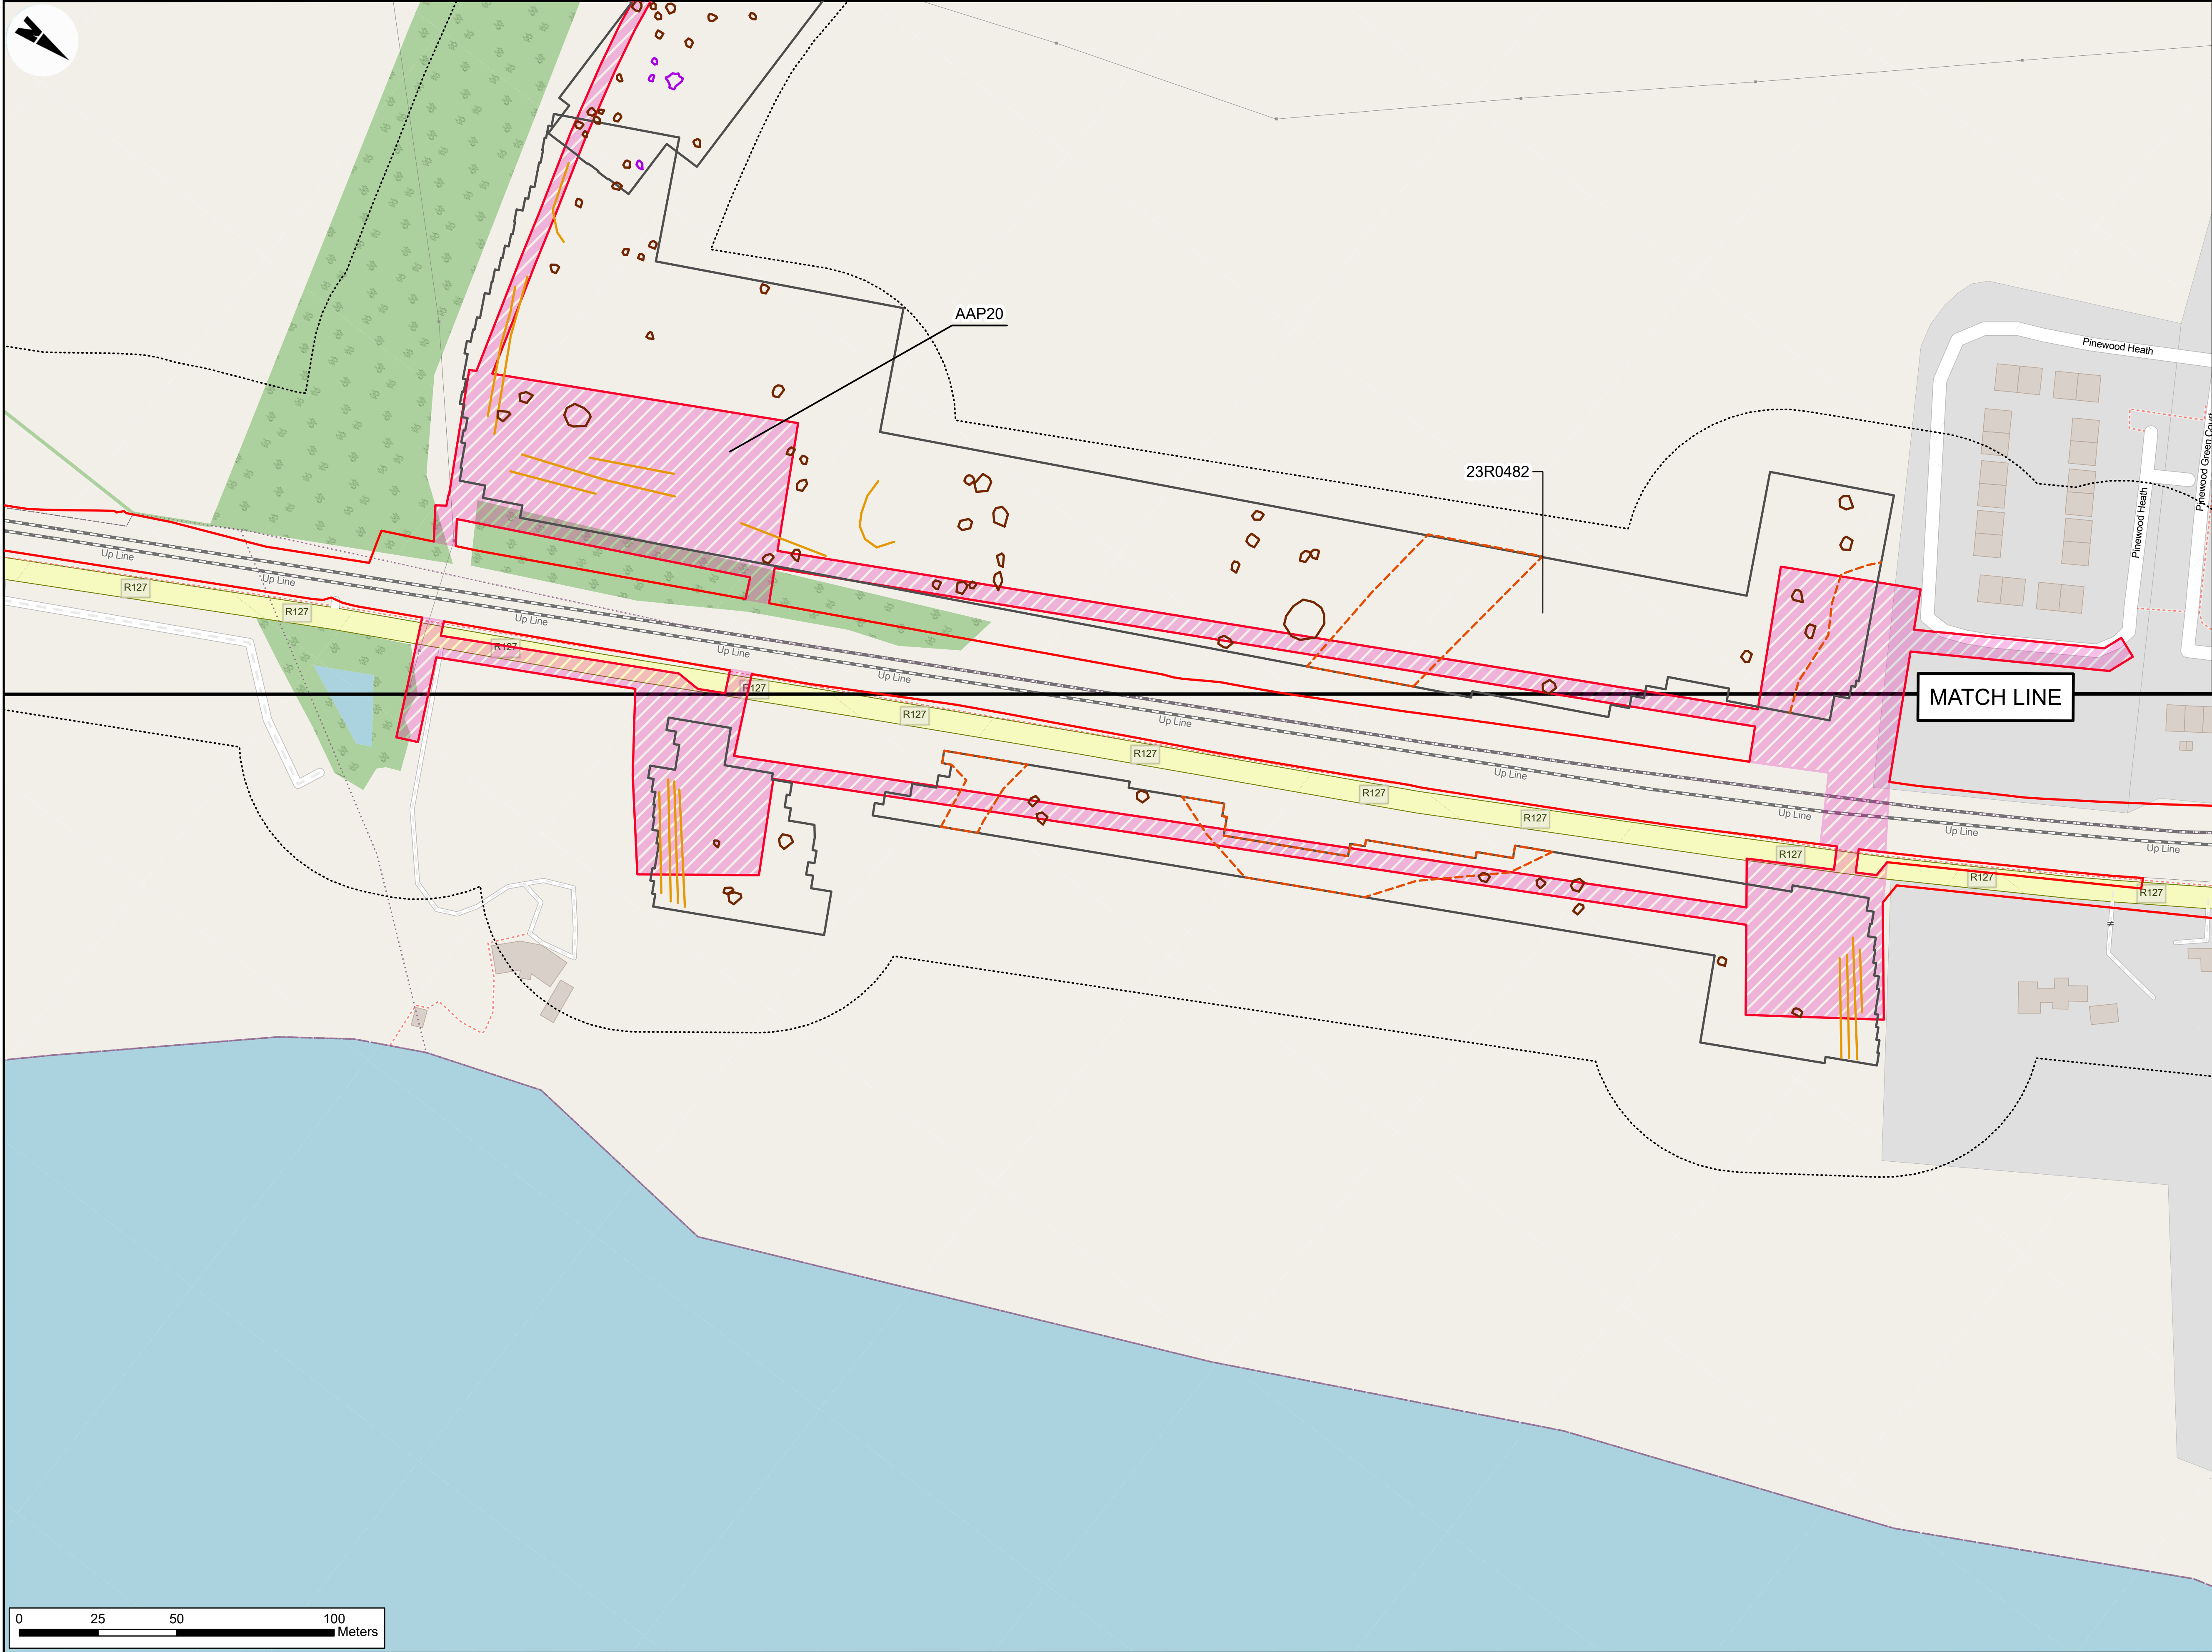 N
Pinewood Heath
AAP20
Pinewood Green Court
23R0482
Pinewood Heath
Up Line
Up Line
R127
R127
Up Line
R127
Up Line
Up Line
R127
MATCH LINE
R127
Up Line
R127
Up Line
R127
Up Line
R127
Up Line
Up Line
R127
R127
R127
0 25 50 100
Meters